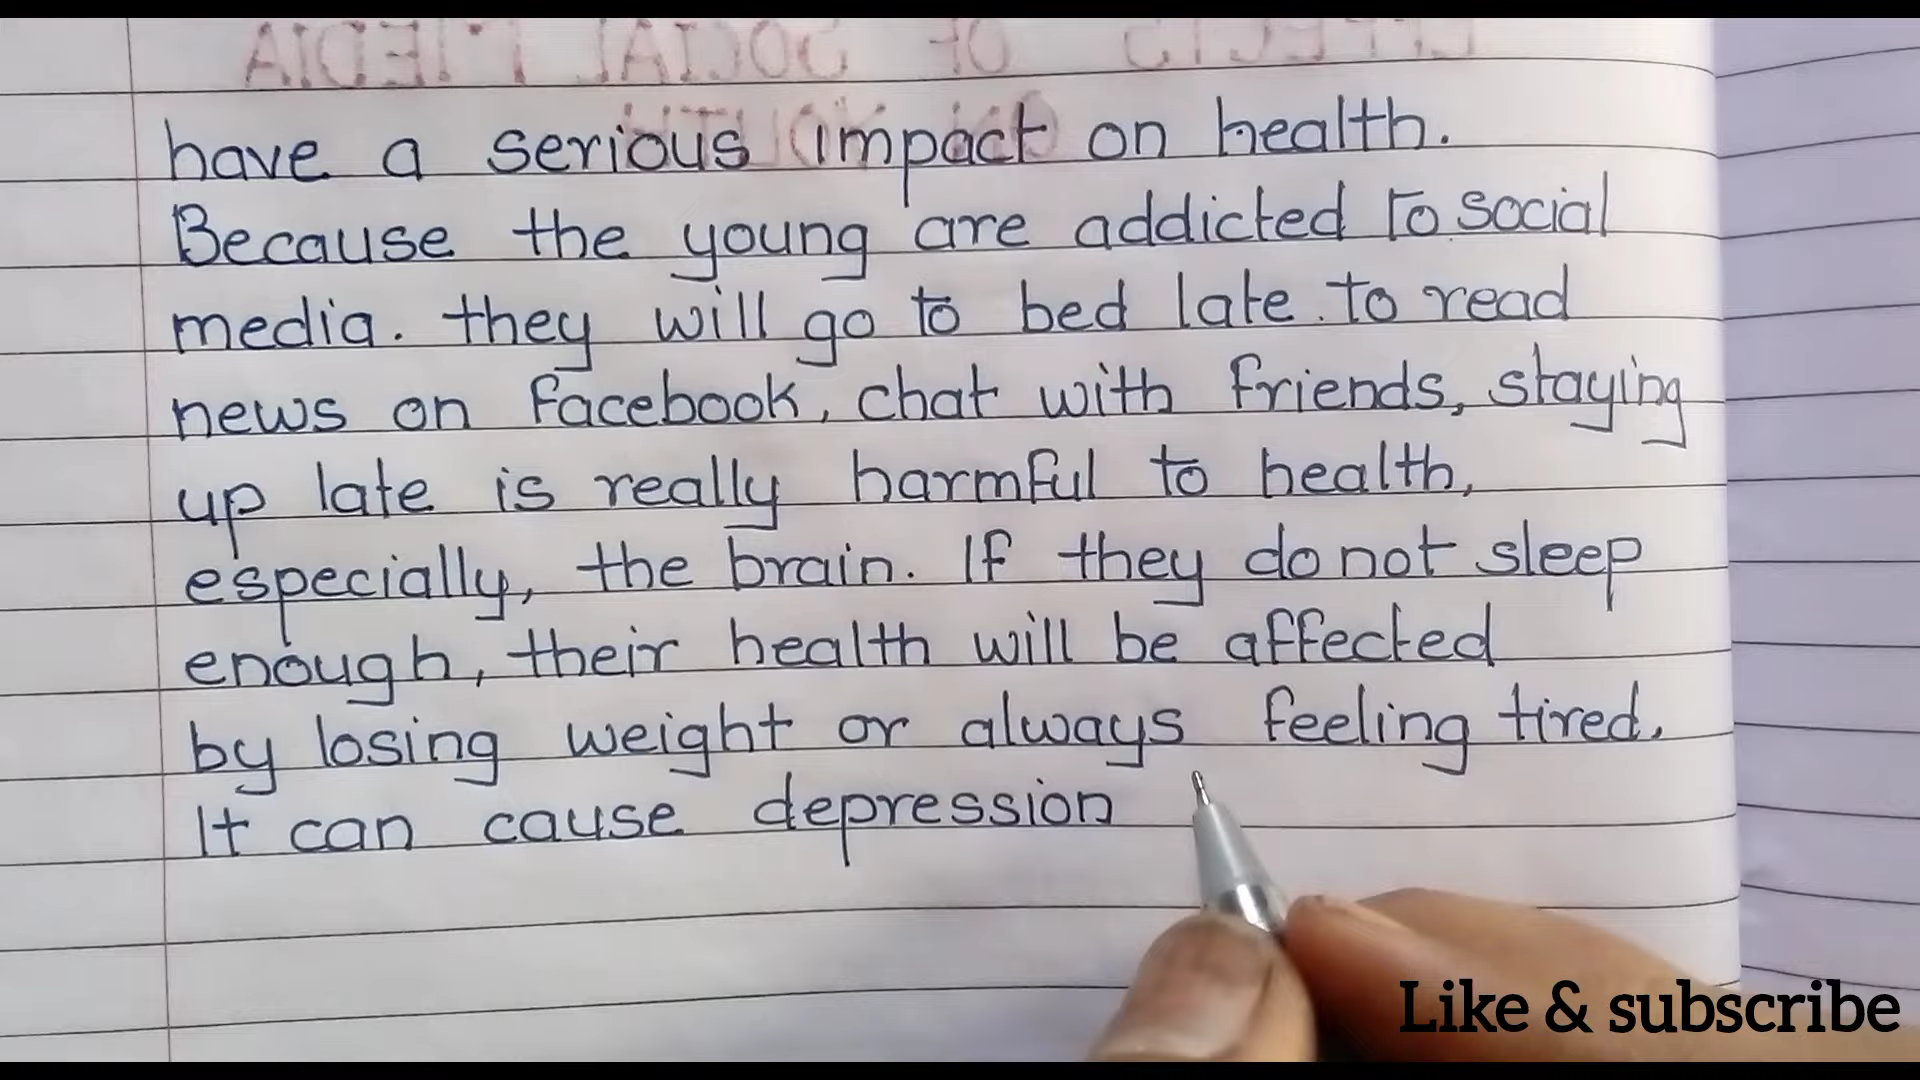 have a serious impact on health.
Because the young are addicted to social
media. they will go to bed late. to read
news on facebook, chat with friends, staying
up late is really harmful to health,
especially, the brain. If they do not sleep
enough, their health will be affected
by losing weight or always feeling tired.
It can cause depression
Like & subscribe